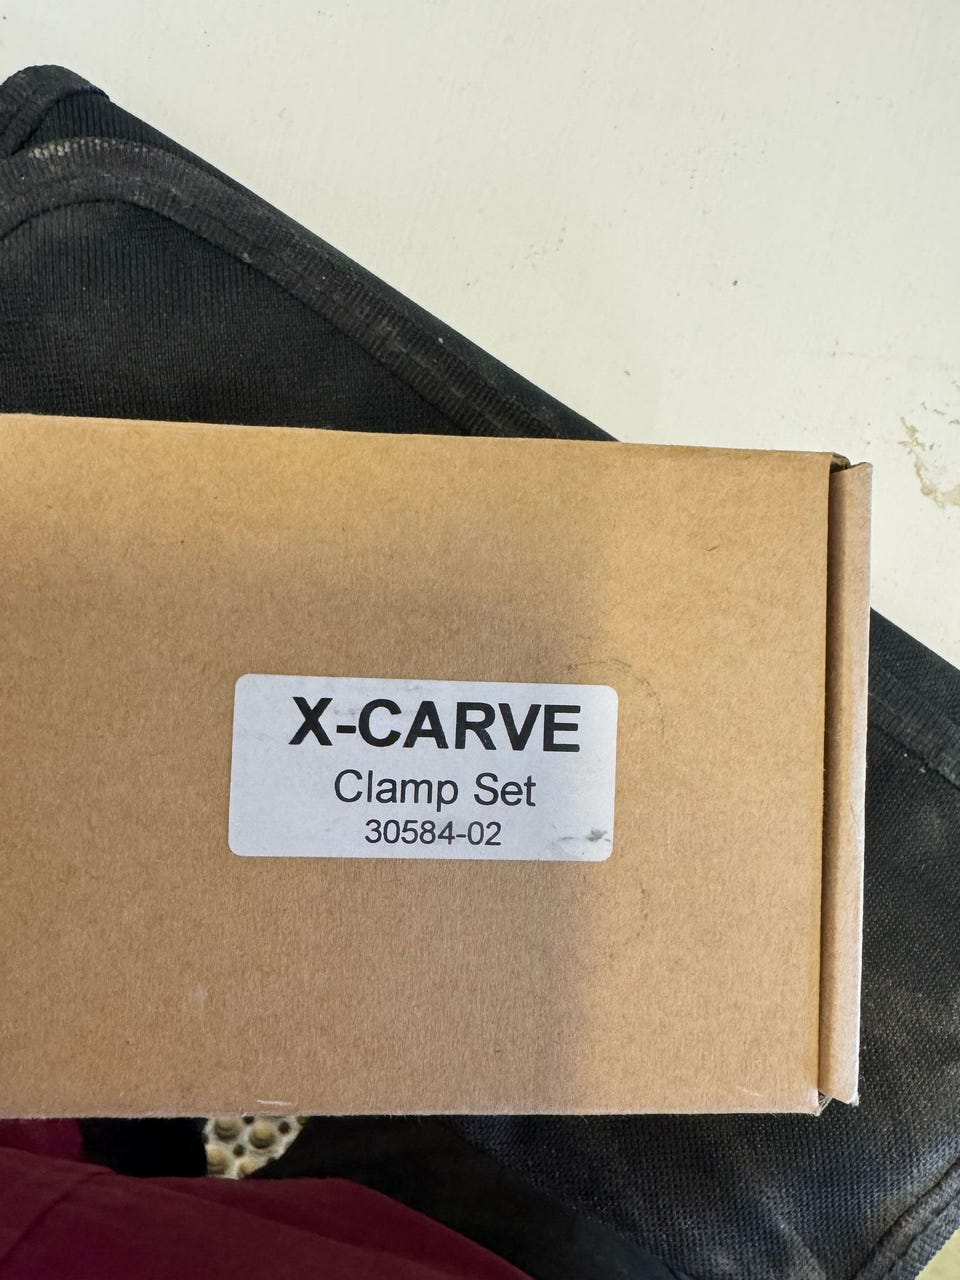 X-CARVE
Clamp Set
30584-02